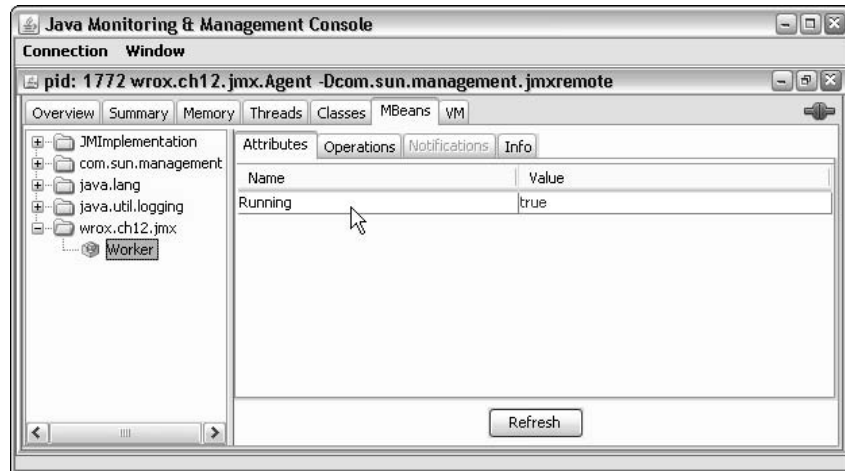 Java Monitoring & Management Console
Connection Window
pid: 1772 wrox.ch12.jmx.Agent -Dcom.sun.management.jmxremote
Overview Summary Memory Threads Classes MBeans VM
JMImplementation
com.sun.management
java.lang
java.util.logging
wrox.ch12.jmx
Worker
Attributes Operations Notifications Info
Name Value
Running true
Refresh